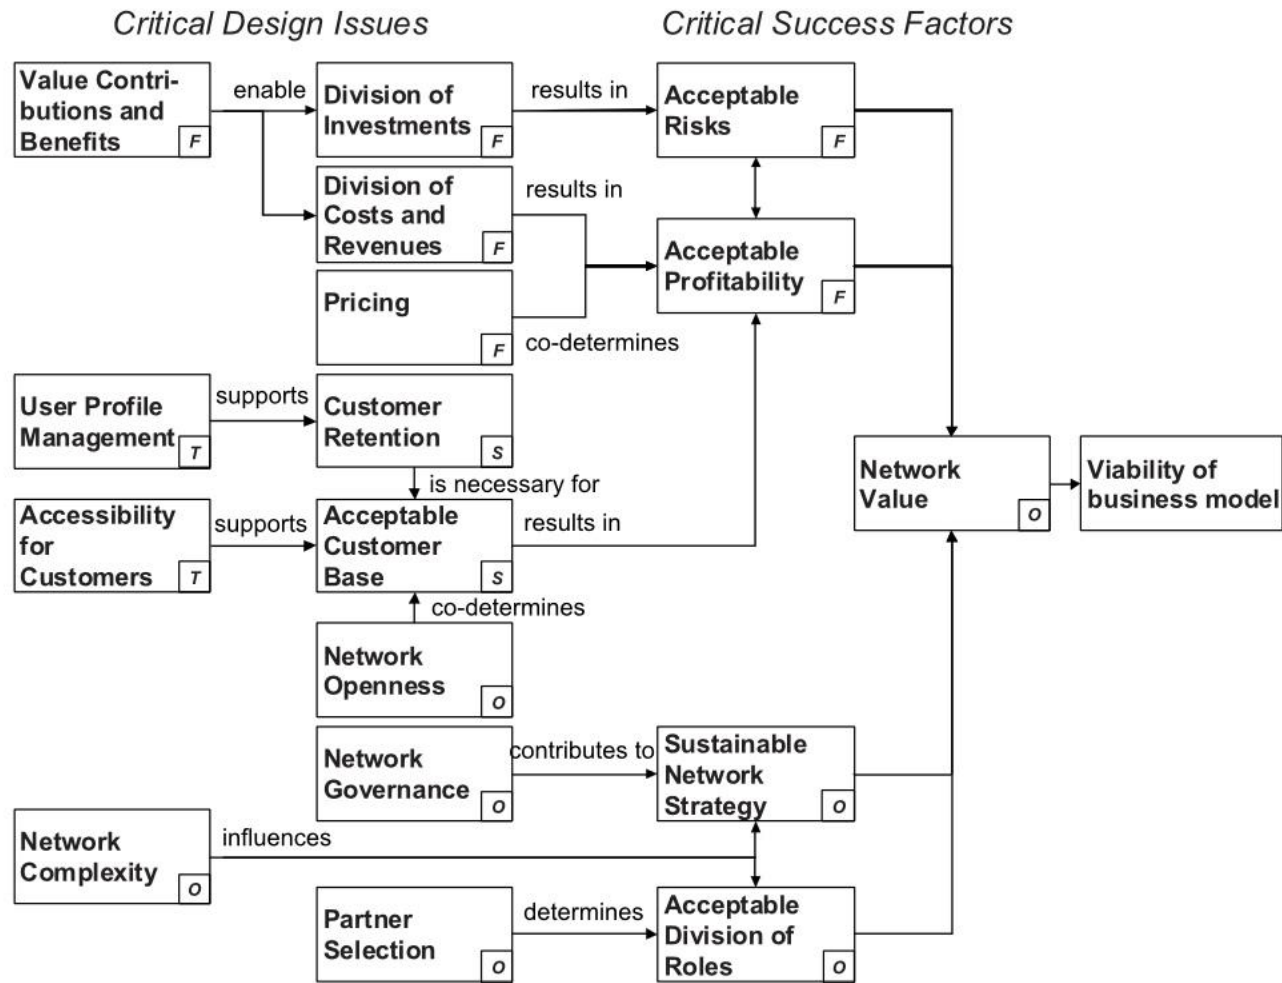 Critical Design Issues
Critical Success Factors
Value Contri-
butions and
Benefits
F
enable
Division of
Investments
F
results in
Acceptable
Risks
F
Division of
Costs and
Revenues
F
results in
Acceptable
Profitability
F
Pricing
F
co-determines
User Profile
Management
T
supports
Customer
Retention
S
is necessary for
Accessibility
for
Customers
T
supports
Acceptable
Customer
Base
S
results in
Network
Value
O
Viability of
business model
co-determines
Network
Openness
O
Network
Governance
O
contributes to
Sustainable
Network
Strategy
O
Network
Complexity
O
influences
Partner
Selection
O
determines
Acceptable
Division of
Roles
O